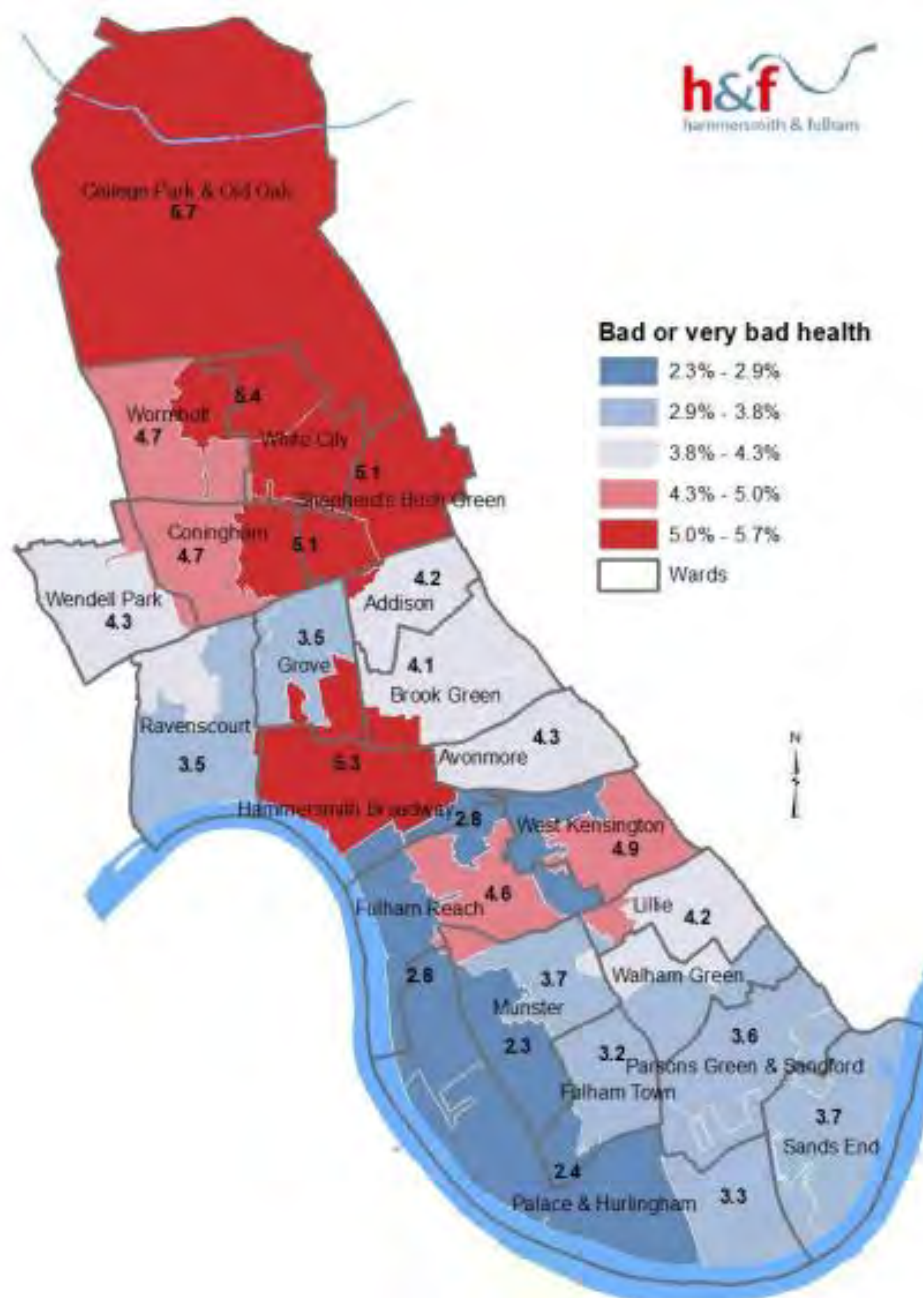 h&f
hammersmith & fulham
College Park & Old Oak
5.7
Bad or very bad health
2.3% - 2.9%
2.9% - 3.8%
3.8% - 4.3%
4.3% - 5.0%
5.0% - 5.7%
Wards
5.4
Wormholt
4.7
White City
5.1
Shepherd's Bush Green
Coningham
4.7
5.1
4.2
Addison
Wendell Park
4.3
3.5
Grove
4.1
Brook Green
Ravenscourt
3.5
4.3
Avonmore
5.3
Hammersmith Broadway
2.8
West Kensington
4.9
4.6
Fulham Reach
Lillie
4.2
2.8
3.7
Munster
Walham Green
2.3
3.2
Fulham Town
3.6
Parsons Green & Sandford
3.7
Sands End
2.4
Palace & Hurlingham
3.3
N